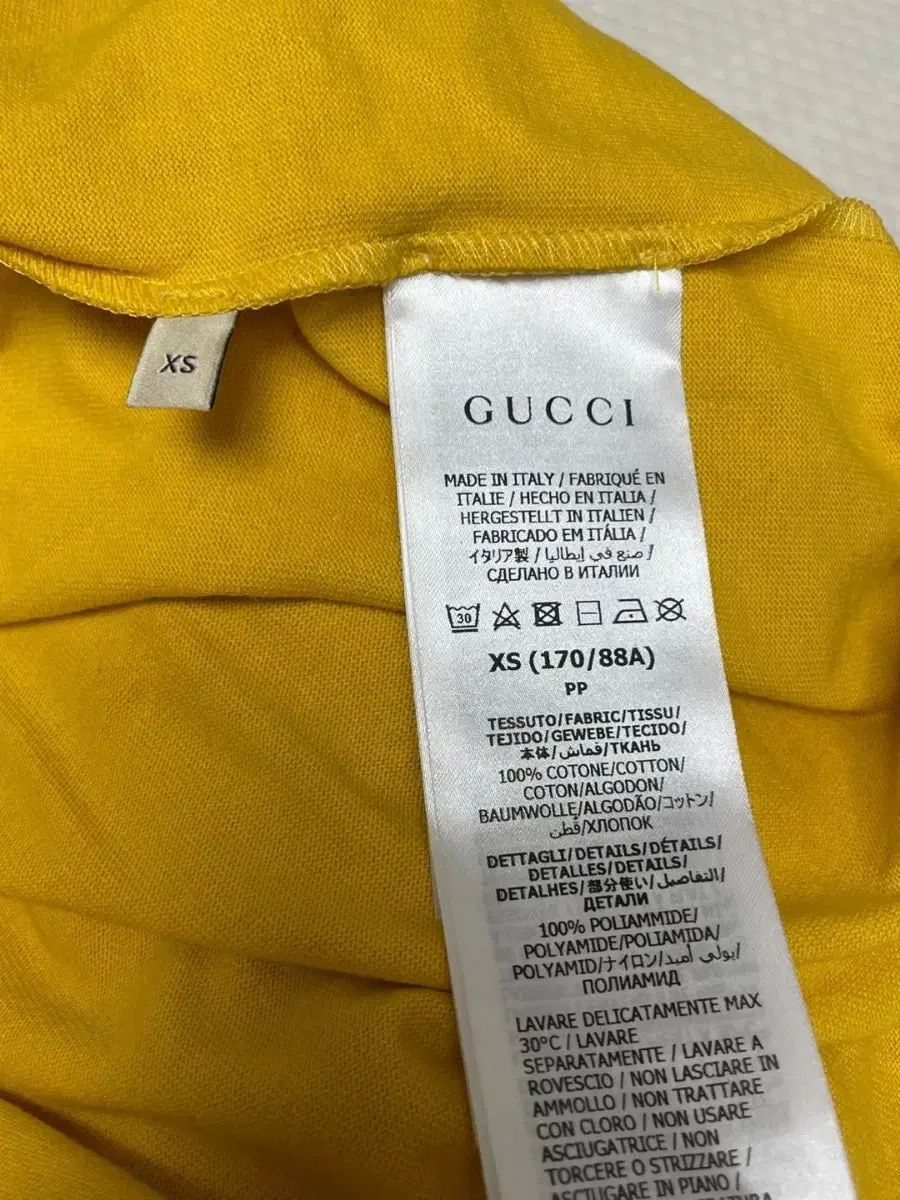 XS
GUCCI
MADE IN ITALY / FABRIQUÉ EN
ITALIE / HECHO EN ITALIA /
HERGESTELLT IN ITALIEN /
FABRICADO EM ITÁLIA /
イタリア製 / صنع في إيطاليا /
СДЕЛАНО В ИТАЛИИ
30
XS (170/88A)
PP
TESSUTO/FABRIC/TISSU/
TEJIDO/GEWEBE/TECIDO/
本体/قماش/ТКАНЬ
100% COTONE/COTTON/
COTON/ALGODON/
BAUMWOLLE/ALGODÃO/コットン/
قطن/ХЛОПОК
DETTAGLI/DETAILS/DÉTAILS/
DETALLES/DETAILS/
DETALHES/部分使い/التفاصيل/
ДЕТАЛИ
100% POLIAMMIDE/
POLYAMIDE/POLIAMIDA/
POLYAMID/ナイロン/بولي أميد/
ПОЛИАМИД
LAVARE DELICATAMENTE MAX
30°C / LAVARE
SEPARATAMENTE / LAVARE A
ROVESCIO / NON LASCIARE IN
AMMOLLO / NON TRATTARE
CON CLORO / NON USARE
ASCIUGATRICE / NON
TORCERE O STRIZZARE /
ASCIUGARE IN PIANO /